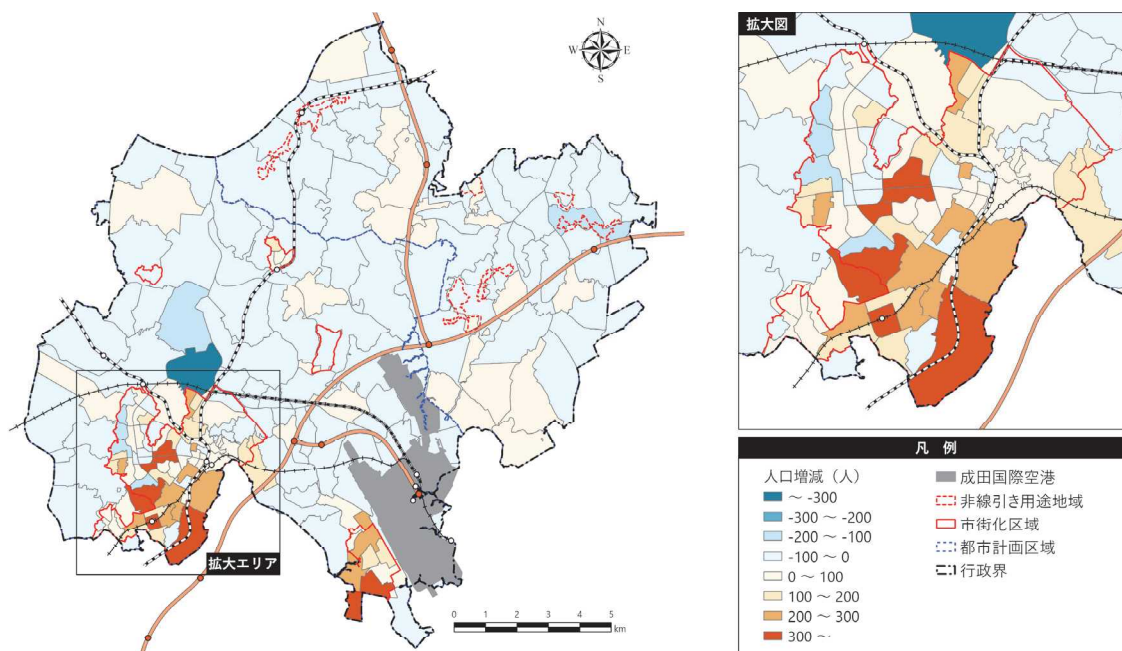 N
W
E
S
拡大エリア
0 1 2 3 4 5
km
拡大図
凡 例
人口増減（人）
～ -300
-300 ～ -200
-200 ～ -100
-100 ～ 0
0 ～ 100
100 ～ 200
200 ～ 300
300 ～
成田国際空港
非線引き用途地域
市街化区域
都市計画区域
行政界